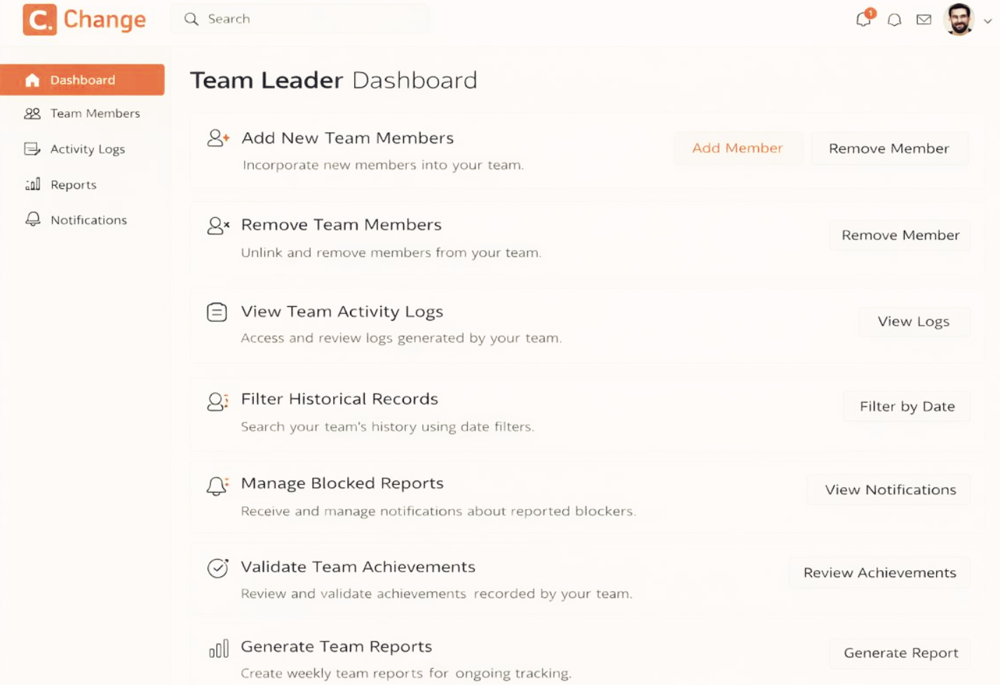 C. Change
Search
1
Dashboard
Team Members
Activity Logs
Reports
Notifications
Team Leader Dashboard
Add New Team Members
Incorporate new members into your team.
Add Member
Remove Member
Remove Team Members
Unlink and remove members from your team.
Remove Member
View Team Activity Logs
Access and review logs generated by your team.
View Logs
Filter Historical Records
Search your team's history using date filters.
Filter by Date
Manage Blocked Reports
Receive and manage notifications about reported blockers.
View Notifications
Validate Team Achievements
Review and validate achievements recorded by your team.
Review Achievements
Generate Team Reports
Create weekly team reports for ongoing tracking.
Generate Report